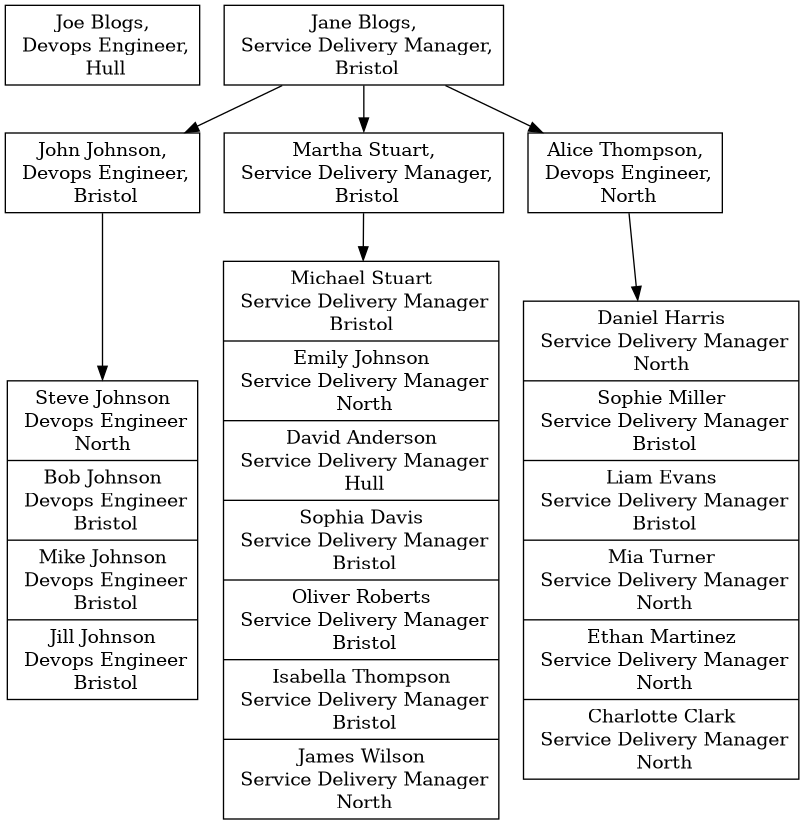 Joe Blogs,
Devops Engineer,
Hull
Jane Blogs,
Service Delivery Manager,
Bristol
John Johnson,
Devops Engineer,
Bristol
Martha Stuart,
Service Delivery Manager,
Bristol
Alice Thompson,
Devops Engineer,
North
Steve Johnson
Devops Engineer
North
Bob Johnson
Devops Engineer
Bristol
Mike Johnson
Devops Engineer
Bristol
Jill Johnson
Devops Engineer
Bristol
Michael Stuart
Service Delivery Manager
Bristol
Emily Johnson
Service Delivery Manager
North
David Anderson
Service Delivery Manager
Hull
Sophia Davis
Service Delivery Manager
Bristol
Oliver Roberts
Service Delivery Manager
Bristol
Isabella Thompson
Service Delivery Manager
Bristol
James Wilson
Service Delivery Manager
North
Daniel Harris
Service Delivery Manager
North
Sophie Miller
Service Delivery Manager
Bristol
Liam Evans
Service Delivery Manager
Bristol
Mia Turner
Service Delivery Manager
North
Ethan Martinez
Service Delivery Manager
North
Charlotte Clark
Service Delivery Manager
North